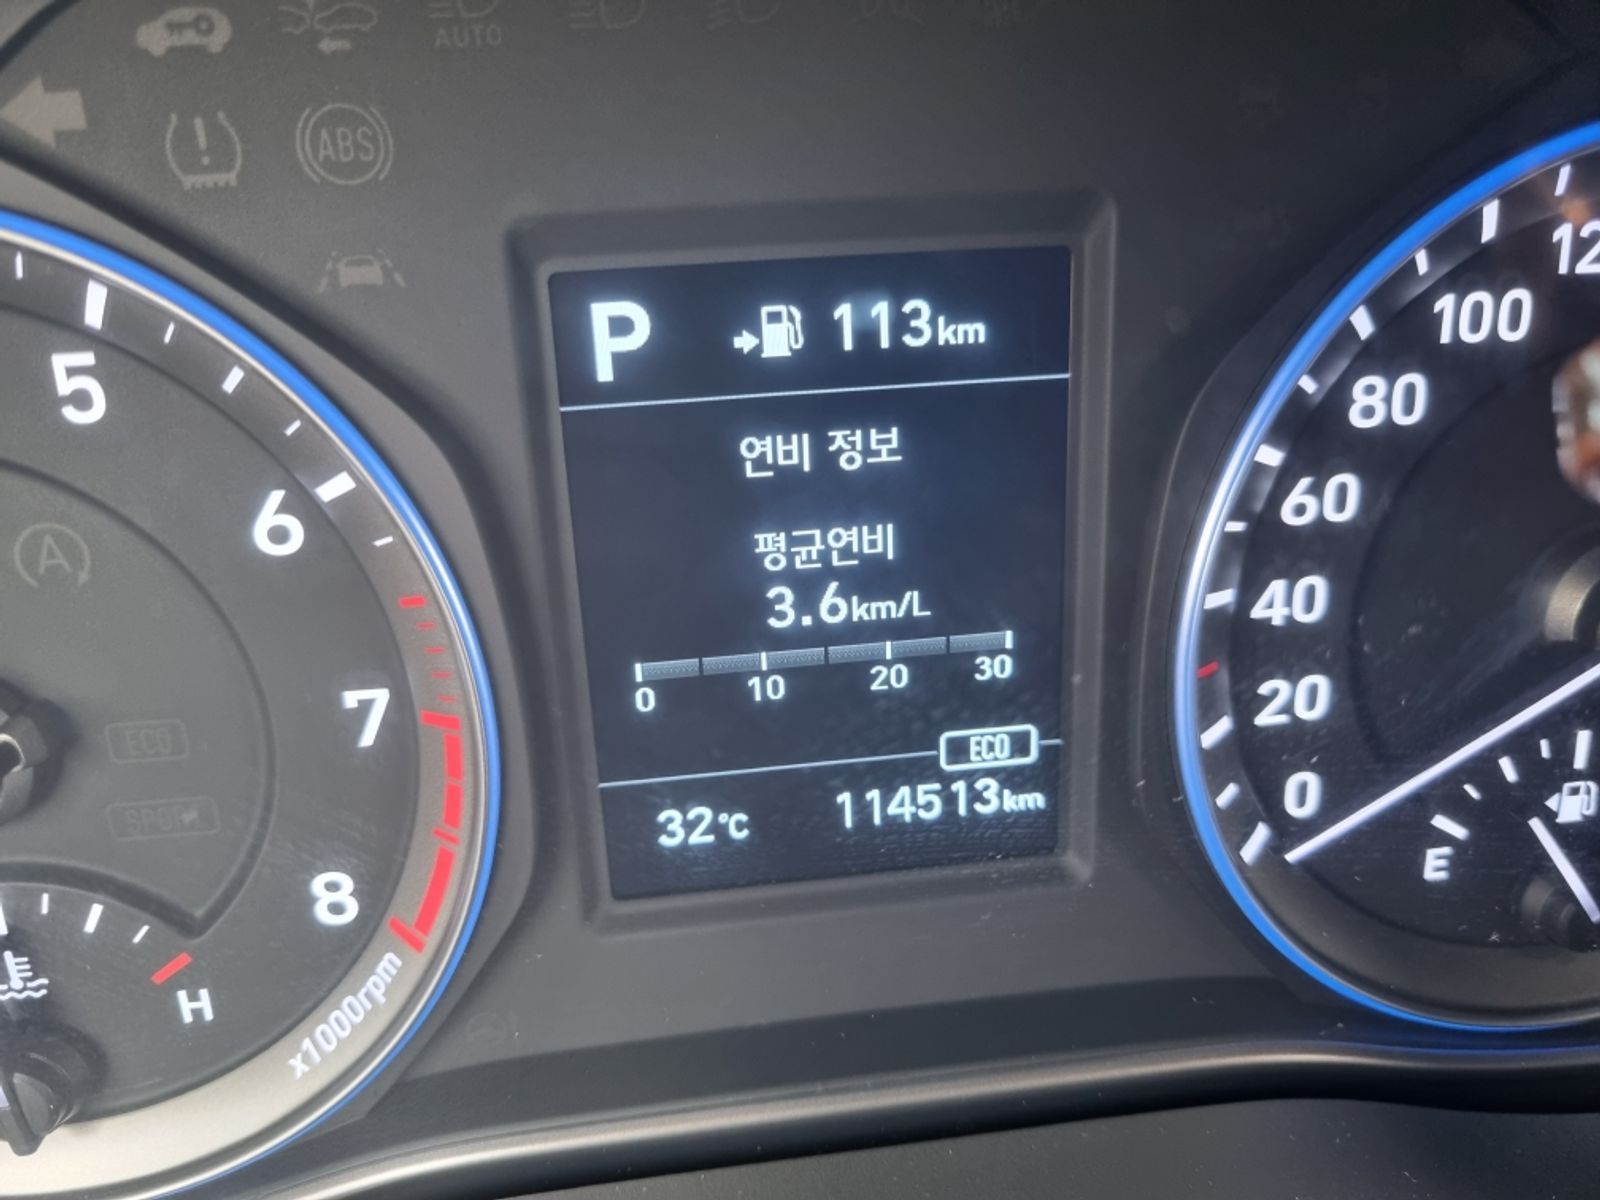 AUTO
ABS
P 113km
연비 정보
평균연비
3.6km/L
0 10 20 30
ECO
32°C 114513km
5
6
7
8
x1000rpm
A
ECO
SPORT
H
100
80
60
40
20
0
E